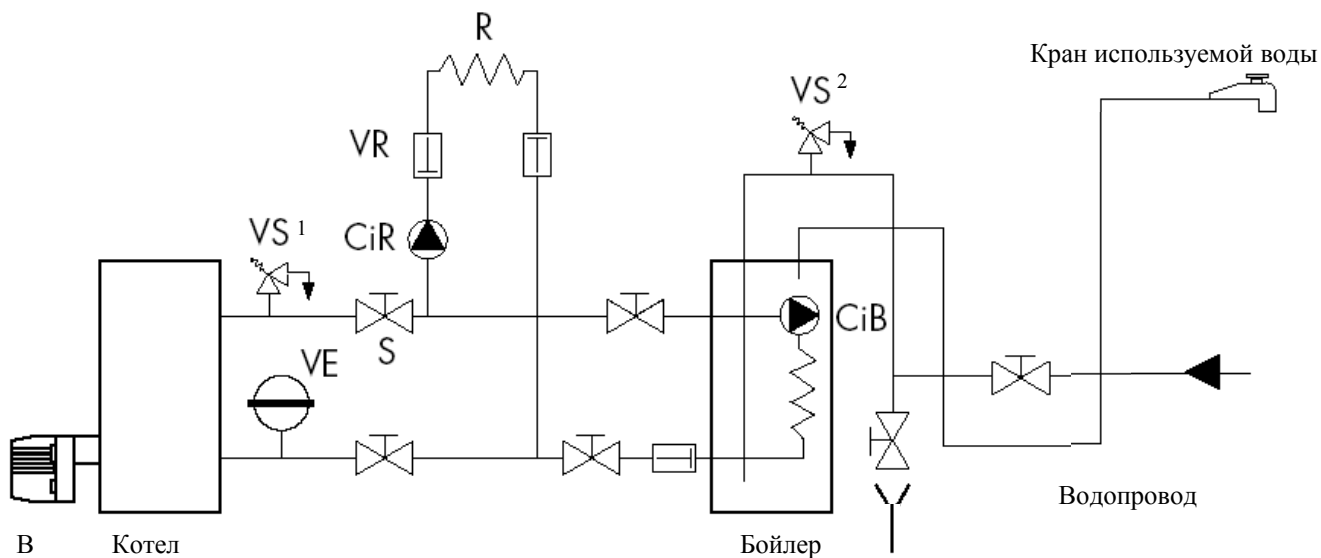 R
Кран используемой воды
VS 2
VR
VS 1
CiR
CiB
S
VE
Водопровод
В
Котел
Бойлер